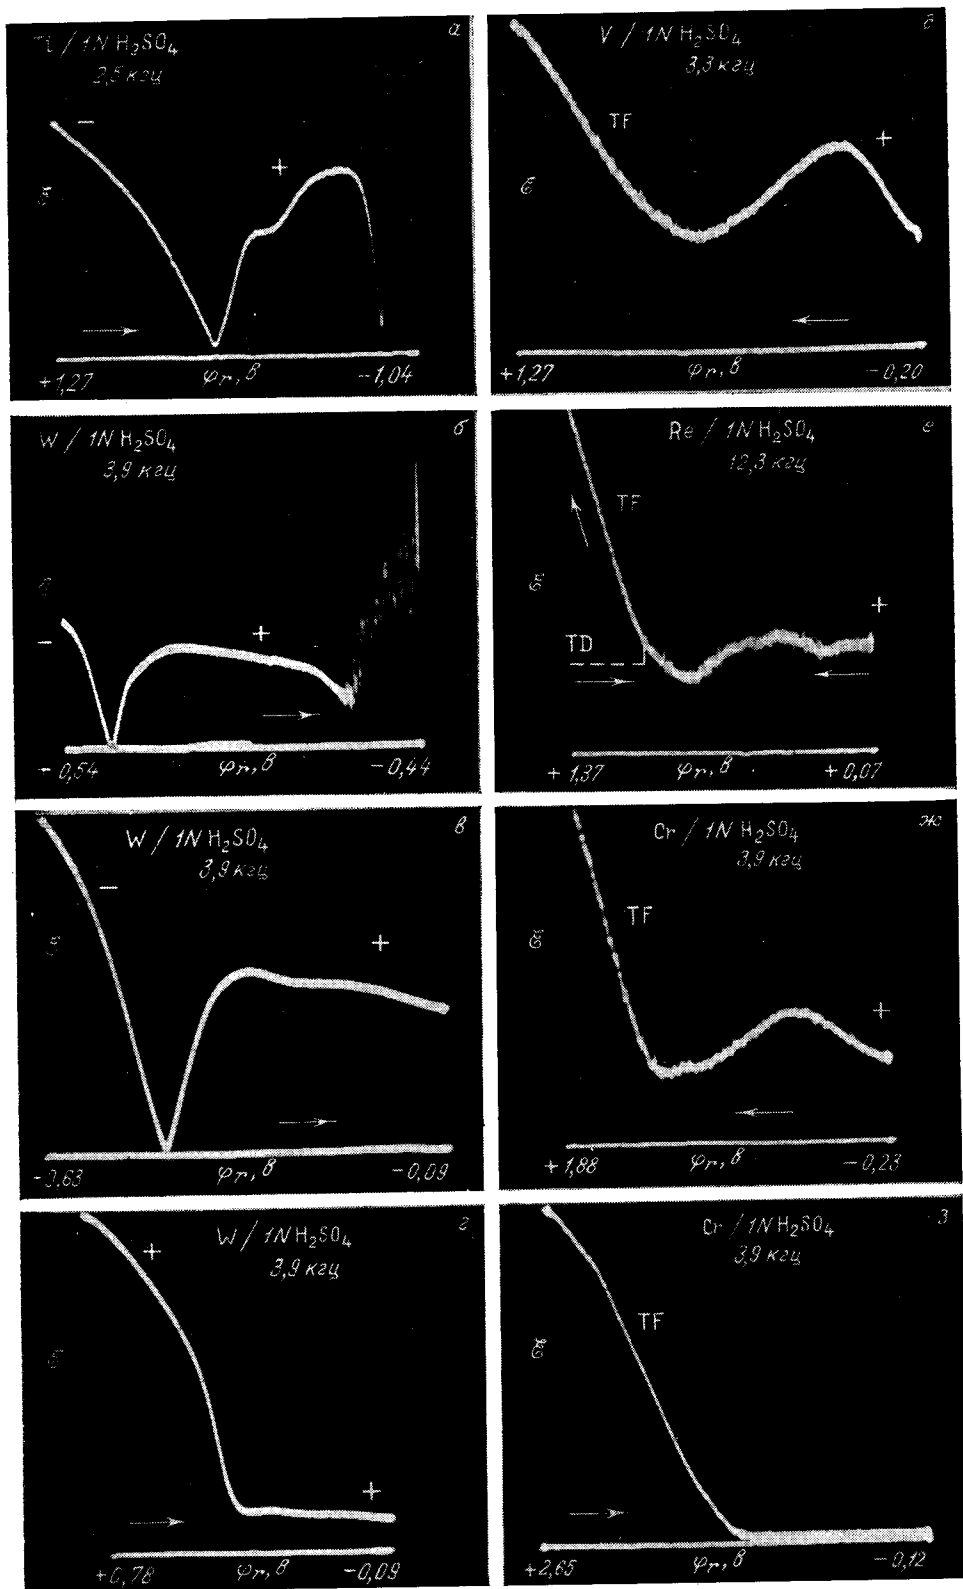 Ti / 1N H₂SO₄ а
2,5 кгц
−
+
+1,27 φr, в −1,04
W / 1N H₂SO₄ б
3,9 кгц
−
+
−0,54 φr, в −0,44
W / 1N H₂SO₄ в
3,9 кгц
−
+
−0,63 φr, в −0,09
W / 1N H₂SO₄ г
3,9 кгц
+
+
+0,78 φr, в −0,09
V / 1N H₂SO₄
3,3 кгц
TF
+
+1,27 φr, в −0,20
Re / 1N H₂SO₄ е
12,3 кгц
TF
+
TD
+1,37 φr, в +0,07
Cr / 1N H₂SO₄ ж
3,9 кгц
TF
+
+1,88 φr, в −0,23
Cr / 1N H₂SO₄ з
3,9 кгц
TF
+2,65 φr, в −0,12